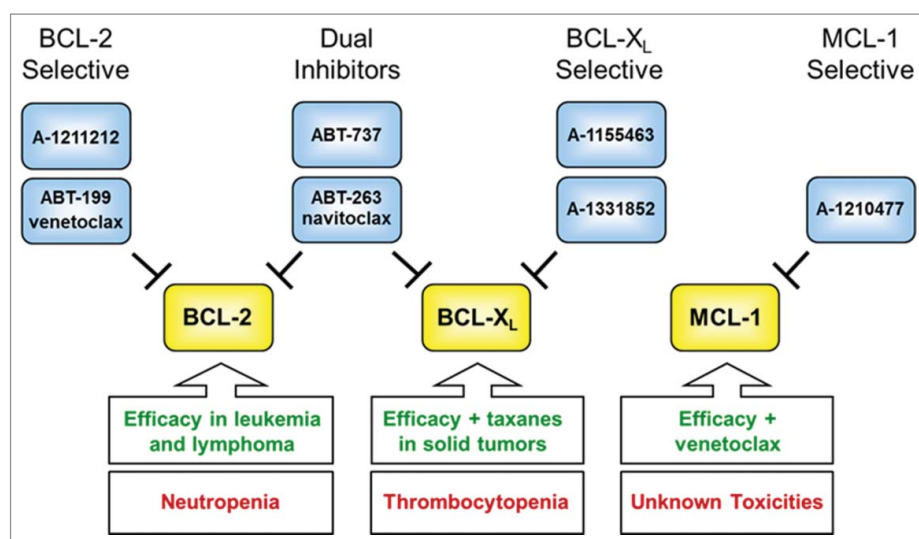 BCL-2
Selective
Dual
Inhibitors
BCL-X_L
Selective
MCL-1
Selective
A-1211212
ABT-737
A-1155463
ABT-199
venetoclax
ABT-263
navitoclax
A-1331852
A-1210477
BCL-2
BCL-X_L
MCL-1
Efficacy in leukemia
and lymphoma
Efficacy + taxanes
in solid tumors
Efficacy +
venetoclax
Neutropenia
Thrombocytopenia
Unknown Toxicities